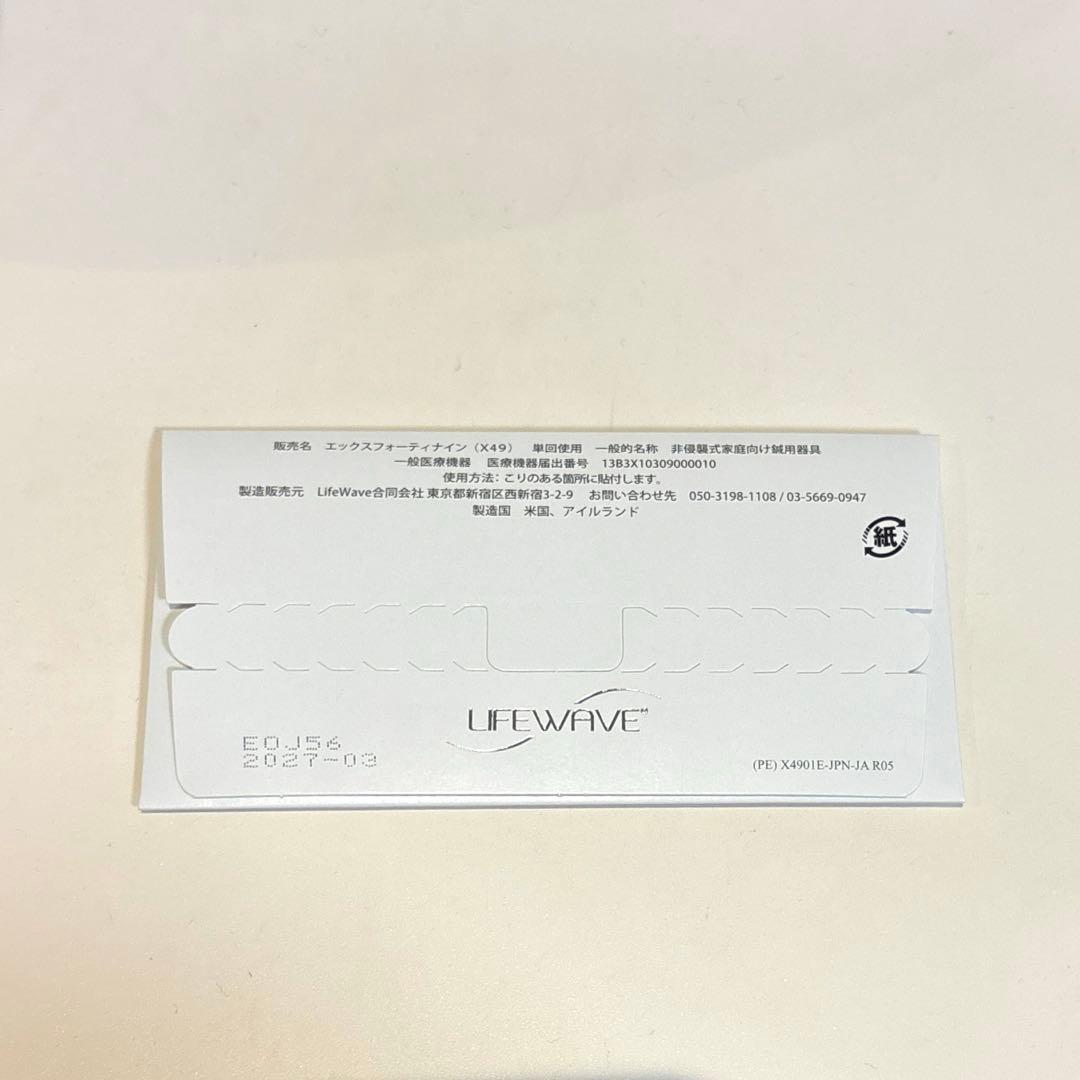 販売名 エックスフォーティナイン（X49） 単回使用 一般的名称 非侵襲式家庭向け鍼用器具
一般医療機器 医療機器届出番号 13B3X10309000010
使用方法：こりのある箇所に貼付します。
製造販売元 LifeWave合同会社 東京都新宿区西新宿3-2-9 お問い合わせ先 050-3198-1108 / 03-5669-0947
製造国 米国、アイルランド
紙
LIFEWAVE™
EOJ56
2027-03
(PE) X4901E-JPN-JA R05